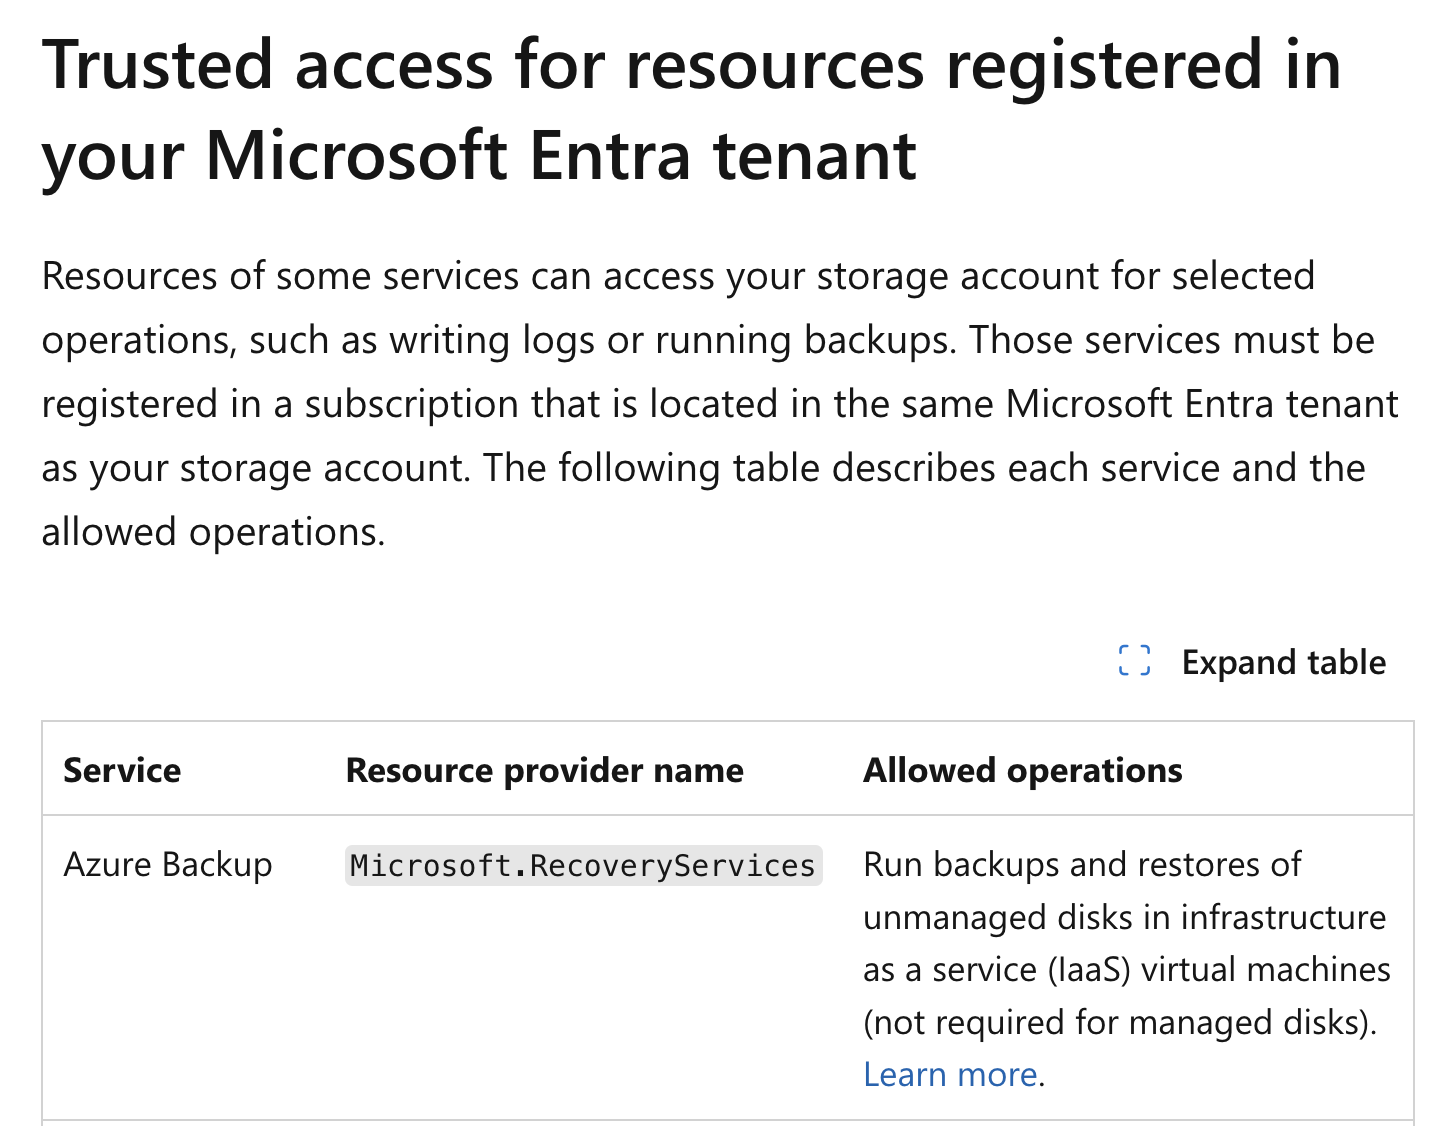 Trusted access for resources registered in
your Microsoft Entra tenant
Resources of some services can access your storage account for selected
operations, such as writing logs or running backups. Those services must be
registered in a subscription that is located in the same Microsoft Entra tenant
as your storage account. The following table describes each service and the
allowed operations.
Expand table
Service Resource provider name Allowed operations
Azure Backup Microsoft.RecoveryServices Run backups and restores of
unmanaged disks in infrastructure
as a service (IaaS) virtual machines
(not required for managed disks).
Learn more.